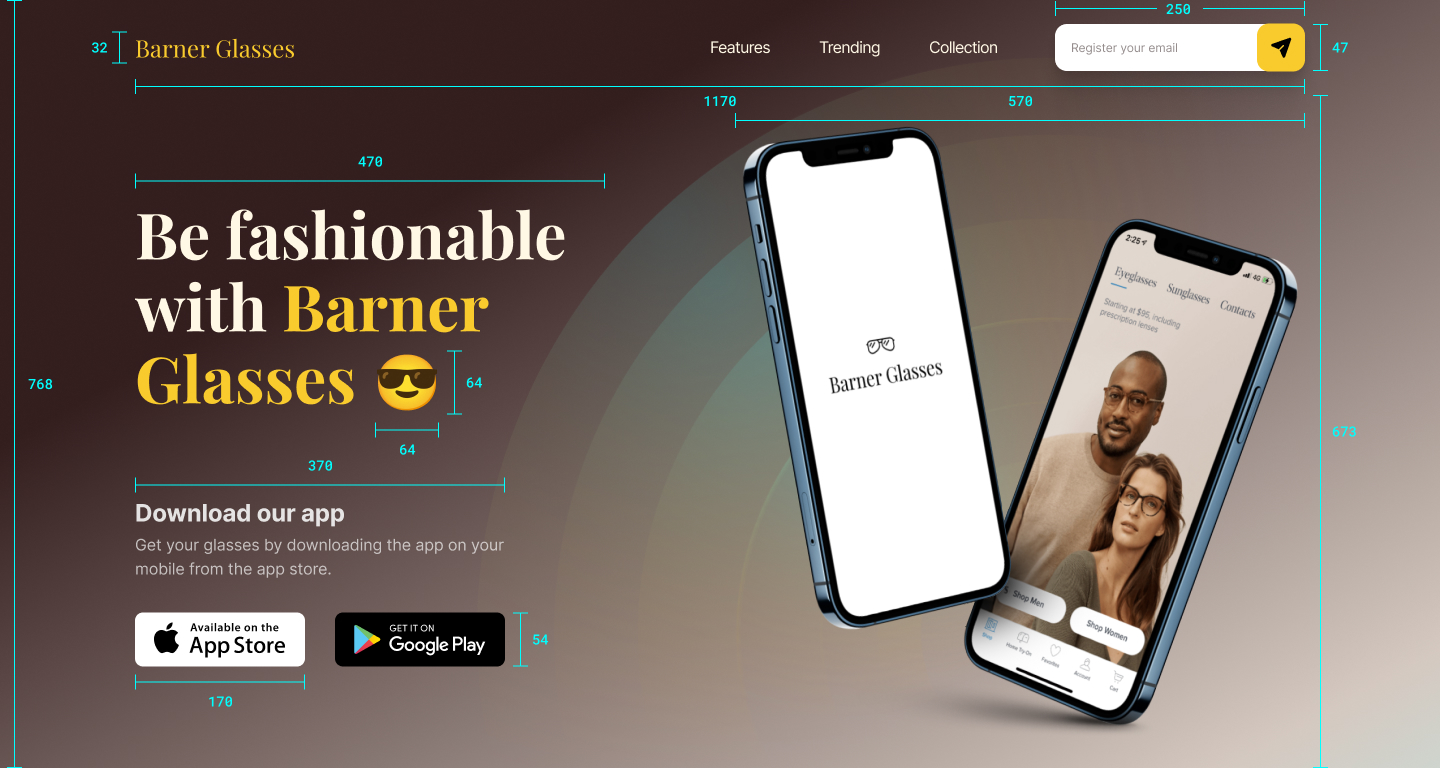 250
32
Barner Glasses
Features
Trending
Collection
Register your email
47
1170
570
470
Be fashionable
with Barner
Glasses
64
64
768
673
370
Download our app
Get your glasses by downloading the app on your
mobile from the app store.
Available on the
App Store
GET IT ON
Google Play
54
170
Barner Glasses
2:25
4G
Eyeglasses
Sunglasses
Contacts
Starting at $95, including
prescription lenses
Shop Men
Shop Women
Shop
Home Try-On
Favorites
Account
Cart